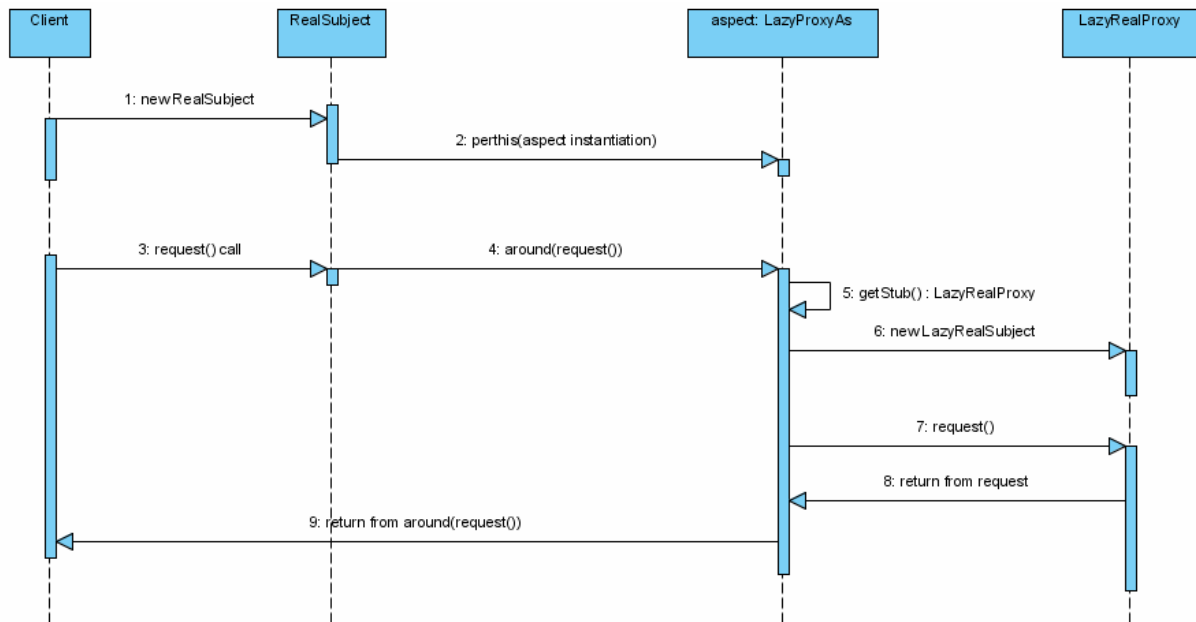 Client
RealSubject
aspect: LazyProxyAs
LazyRealProxy
1: newRealSubject
2: perthis(aspect instantiation)
3: request() call
4: around(request())
5: getStub() : LazyRealProxy
6: newLazyRealSubject
7: request()
8: return from request
9: return from around(request())